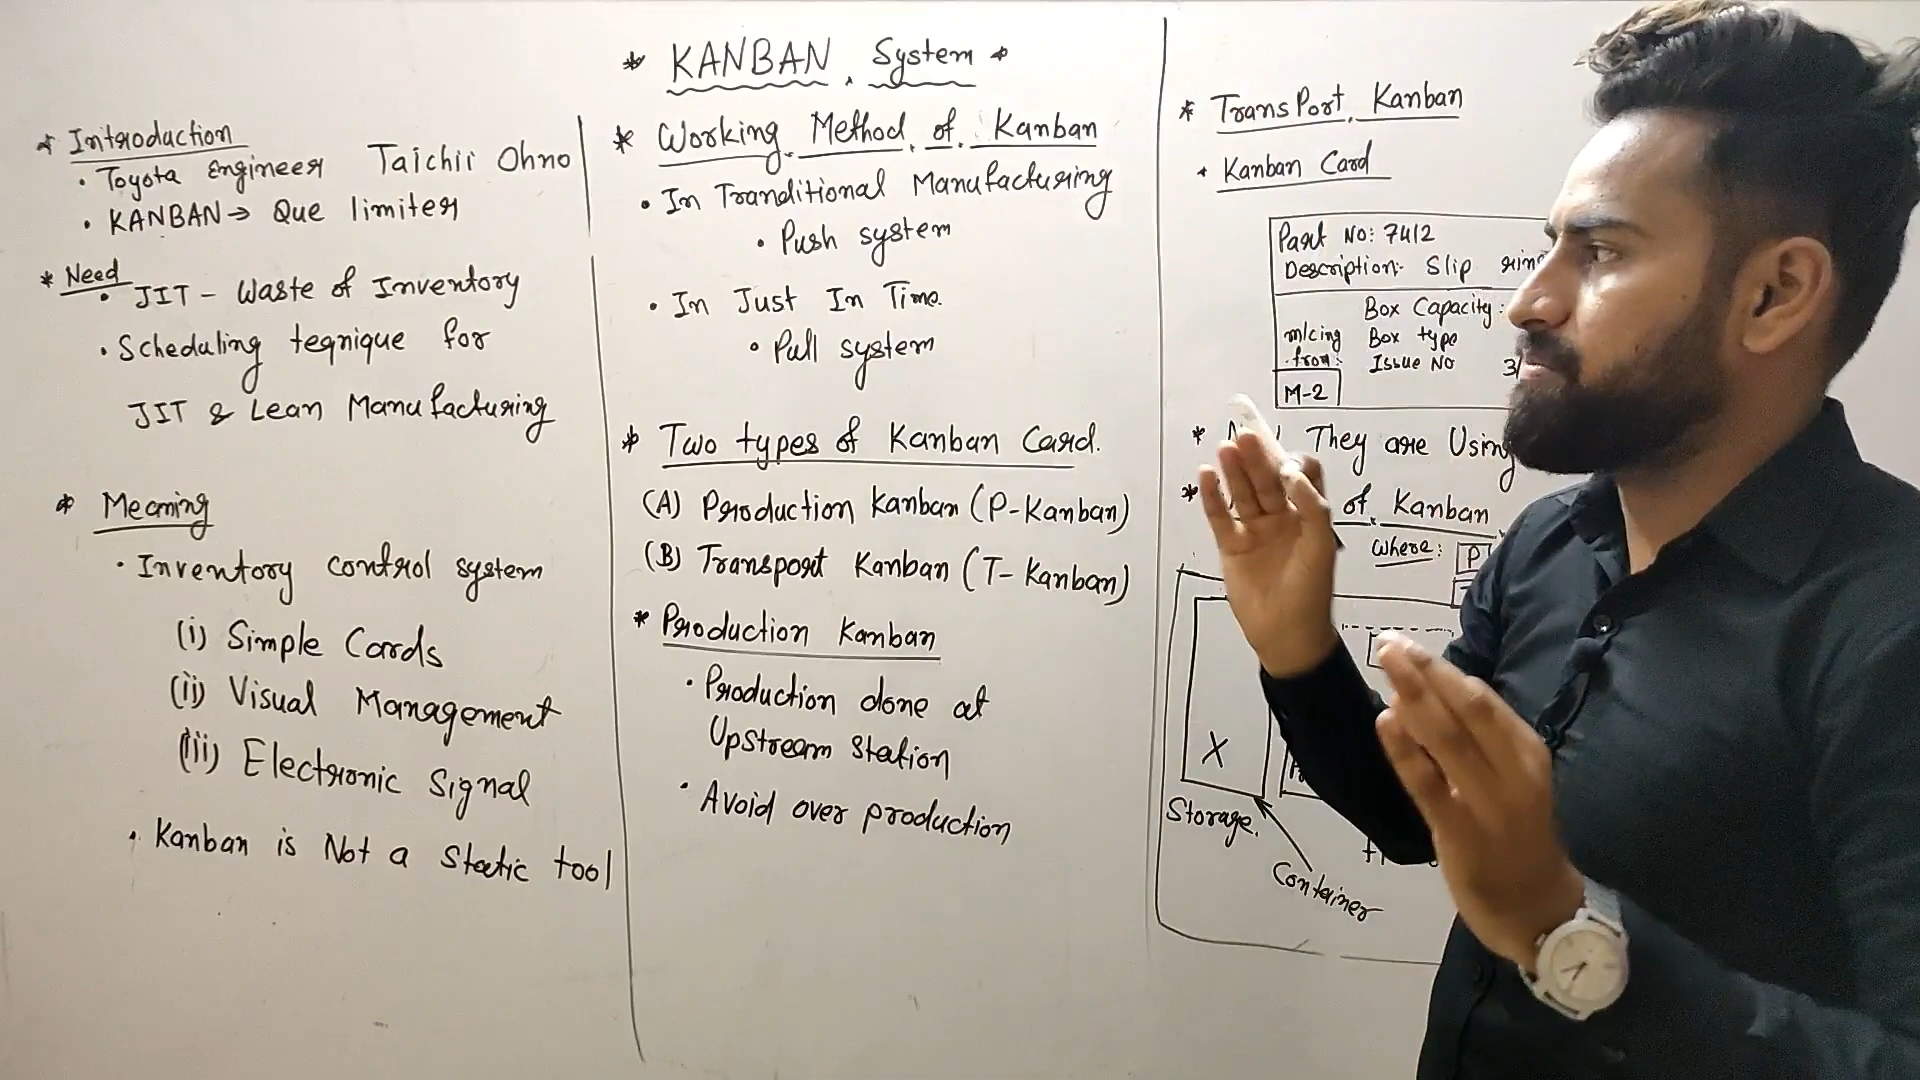 * KANBAN System *
* Introduction
• Toyota Engineer Taichii Ohno
• KANBAN → Que limiter
* Need
• JIT - Waste of Inventory
• Scheduling teqnique for
JIT & Lean Manufacturing
* Meaning
• Inventory control system
(i) Simple Cards
(ii) Visual Management
(iii) Electronic Signal
• Kanban is Not a Static tool
* Working Method of Kanban
• In Tranditional Manufacturing
• Push system
• In Just In Time.
• Pull system
* Two types of Kanban Card.
(A) Production Kanban (P-Kanban)
(B) Transport Kanban (T-Kanban)
* Production Kanban
• Production done at
Upstream Station
• Avoid over production
* TransPort Kanban
• Kanban Card
Part No: 7412
Description:- Slip
Box Capacity:
m/cing Box type
from: Issue No 3/
M-2
* They are Using
* of Kanban
Where: P
X
Storage.
Container